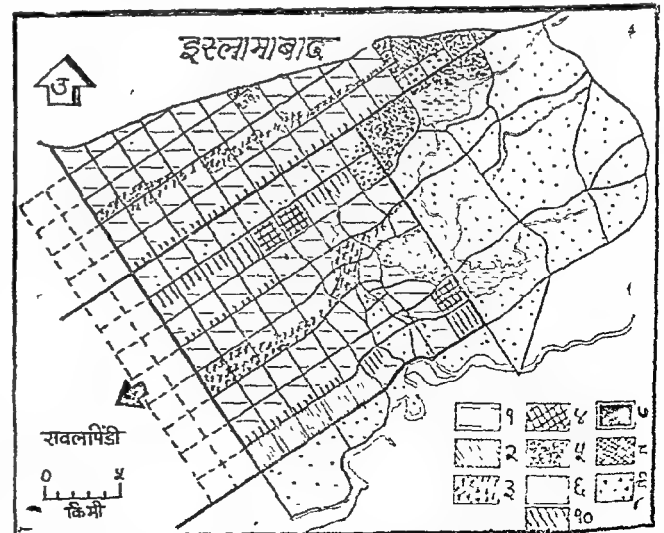 इस्लामाबाद
उ
रावलपिंडी
० ५
किमी
१ ४ ७
२ ५ ८
३ ६ ९
१०